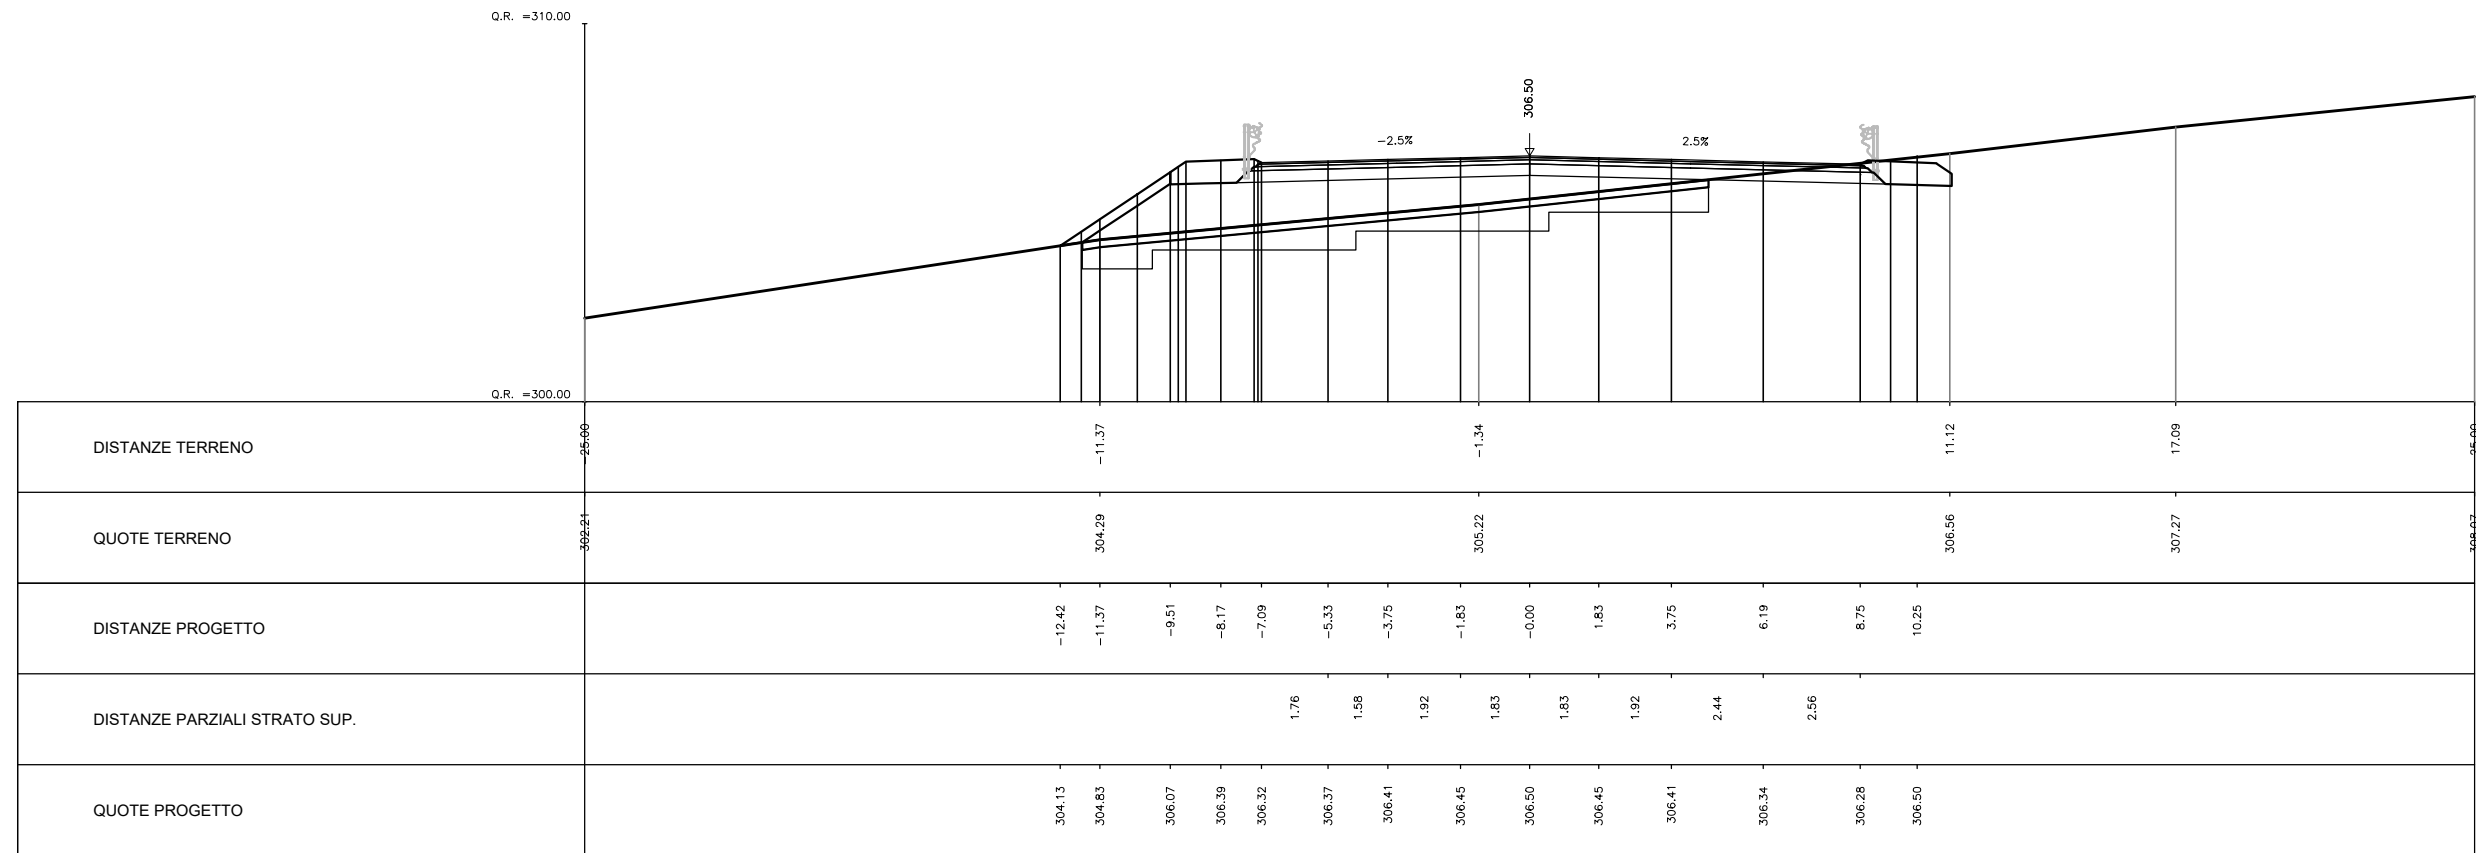 Q.R. =310.00
306.50
-2.5%
2.5%
Q.R. =300.00
DISTANZE TERRENO
-25.00 -11.37 -1.34 11.12 17.09 25.00
QUOTE TERRENO
302.21 304.29 305.22 306.56 307.27 308.07
DISTANZE PROGETTO
-12.42 -11.37 -9.51 -8.17 -7.09 -5.33 -3.75 -1.83 -0.00 1.83 3.75 6.19 8.75 10.25
DISTANZE PARZIALI STRATO SUP.
1.76 1.58 1.92 1.83 1.83 1.92 2.44 2.56
QUOTE PROGETTO
304.13 304.83 306.07 306.39 306.32 306.37 306.41 306.45 306.50 306.45 306.41 306.34 306.28 306.50